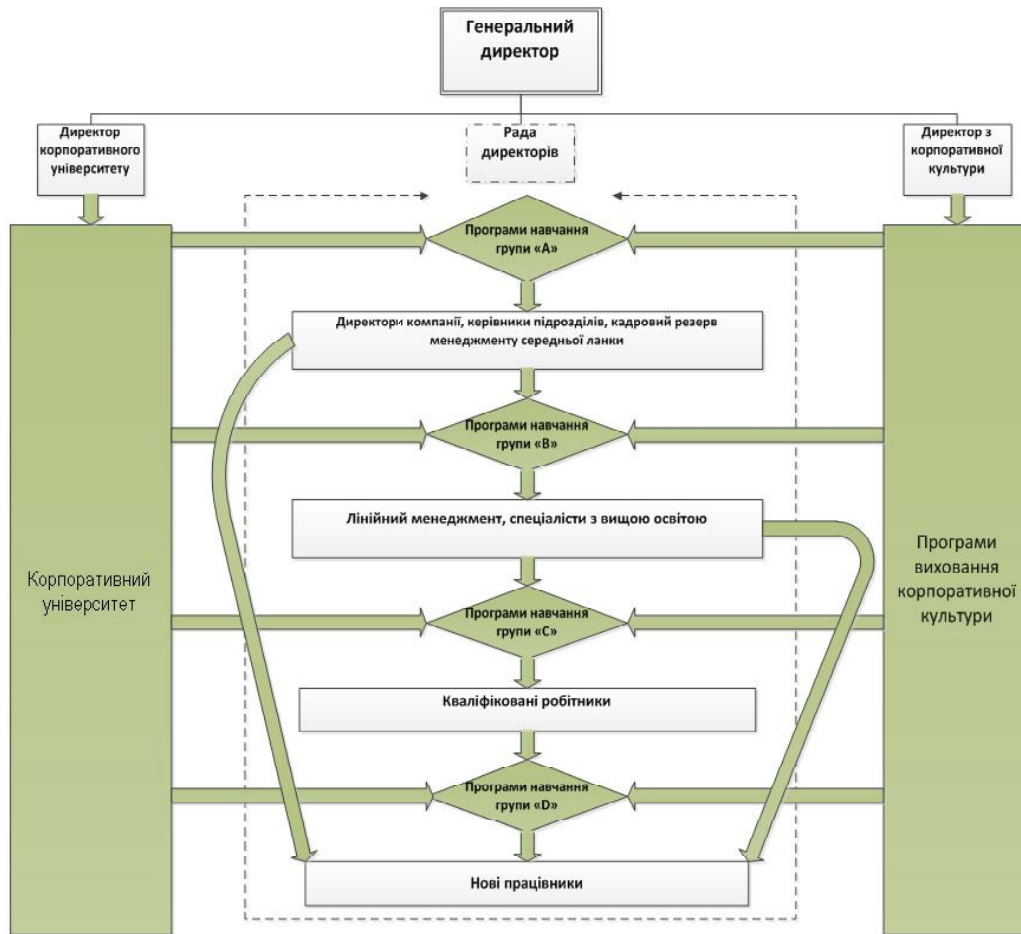 Генеральний
директор
Директор
корпоративного
університету
Рада
директорів
Директор з
корпоративної
культури
Програми навчання
групи «А»
Директори компанії, керівники підрозділів, кадровий резерв
менеджменту середньої ланки
Програми навчання
групи «В»
Лінійний менеджмент, спеціалісти з вищою освітою
Корпоративний
університет
Програми
виховання
корпоративної
культури
Програми навчання
групи «С»
Кваліфіковані робітники
Програми навчання
групи «D»
Нові працівники